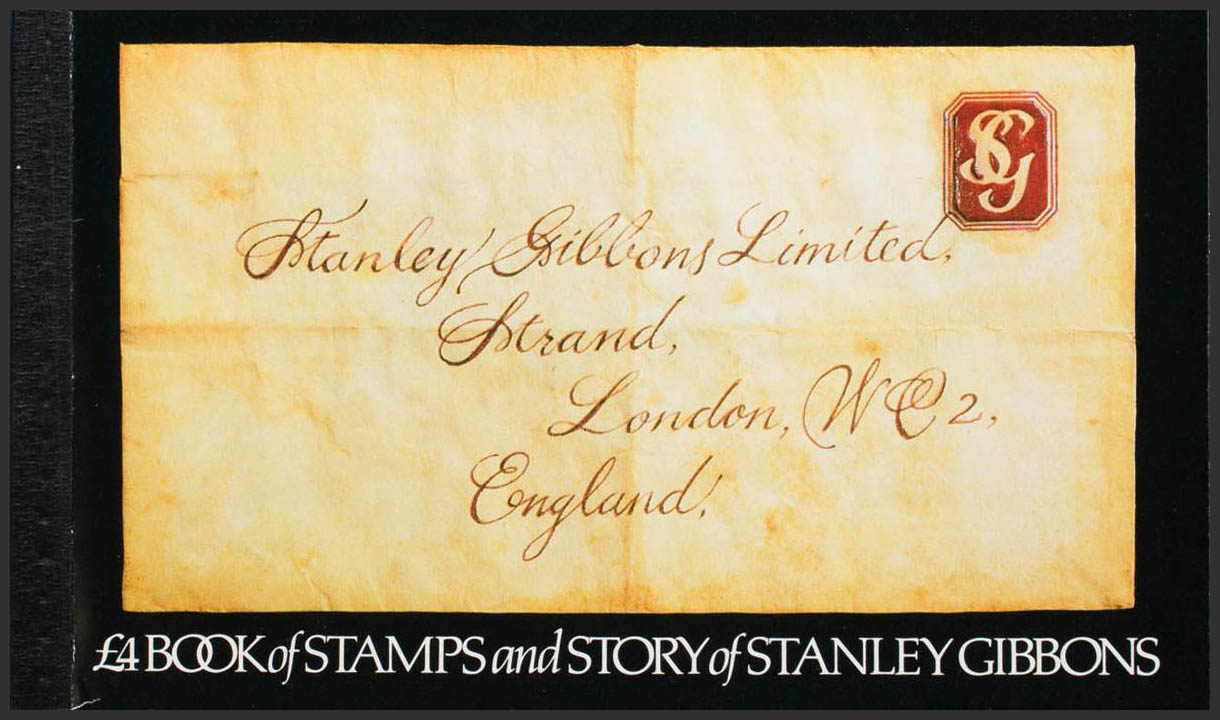 SG
Stanley Gibbons Limited,
Strand,
London, WC2,
England.
£4 BOOK of STAMPS and STORY of STANLEY GIBBONS